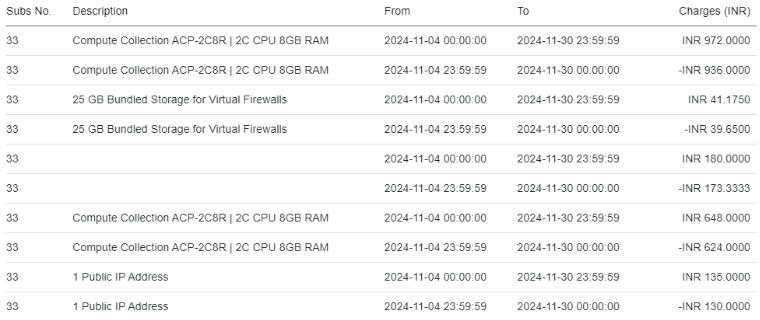 Subs No. Description From To Charges (INR)
33 Compute Collection ACP-2C8R | 2C CPU 8GB RAM 2024-11-04 00:00:00 2024-11-30 23:59:59 INR 972.0000
33 Compute Collection ACP-2C8R | 2C CPU 8GB RAM 2024-11-04 23:59:59 2024-11-30 00:00:00 -INR 936.0000
33 25 GB Bundled Storage for Virtual Firewalls 2024-11-04 00:00:00 2024-11-30 23:59:59 INR 41.1750
33 25 GB Bundled Storage for Virtual Firewalls 2024-11-04 23:59:59 2024-11-30 00:00:00 -INR 39.6500
33 2024-11-04 00:00:00 2024-11-30 23:59:59 INR 180.0000
33 2024-11-04 23:59:59 2024-11-30 00:00:00 -INR 173.3333
33 Compute Collection ACP-2C8R | 2C CPU 8GB RAM 2024-11-04 00:00:00 2024-11-30 23:59:59 INR 648.0000
33 Compute Collection ACP-2C8R | 2C CPU 8GB RAM 2024-11-04 23:59:59 2024-11-30 00:00:00 -INR 624.0000
33 1 Public IP Address 2024-11-04 00:00:00 2024-11-30 23:59:59 INR 135.0000
33 1 Public IP Address 2024-11-04 23:59:59 2024-11-30 00:00:00 -INR 130.0000